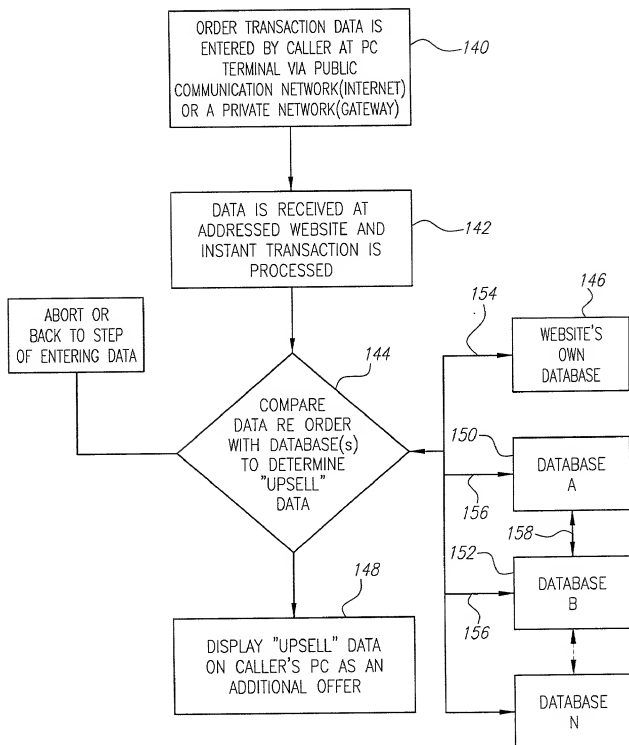 ORDER TRANSACTION DATA IS
ENTERED BY CALLER AT PC
TERMINAL VIA PUBLIC
COMMUNICATION NETWORK(INTERNET)
OR A PRIVATE NETWORK(GATEWAY)
140
DATA IS RECEIVED AT
ADDRESSED WEBSITE AND
INSTANT TRANSACTION IS
PROCESSED
142
ABORT OR
BACK TO STEP
OF ENTERING DATA
144
COMPARE
DATA RE ORDER
WITH DATABASE(s)
TO DETERMINE
"UPSELL"
DATA
154
146
WEBSITE'S
OWN
DATABASE
150
DATABASE
A
156
158
152
DATABASE
B
156
148
DISPLAY "UPSELL" DATA
ON CALLER'S PC AS AN
ADDITIONAL OFFER
DATABASE
N